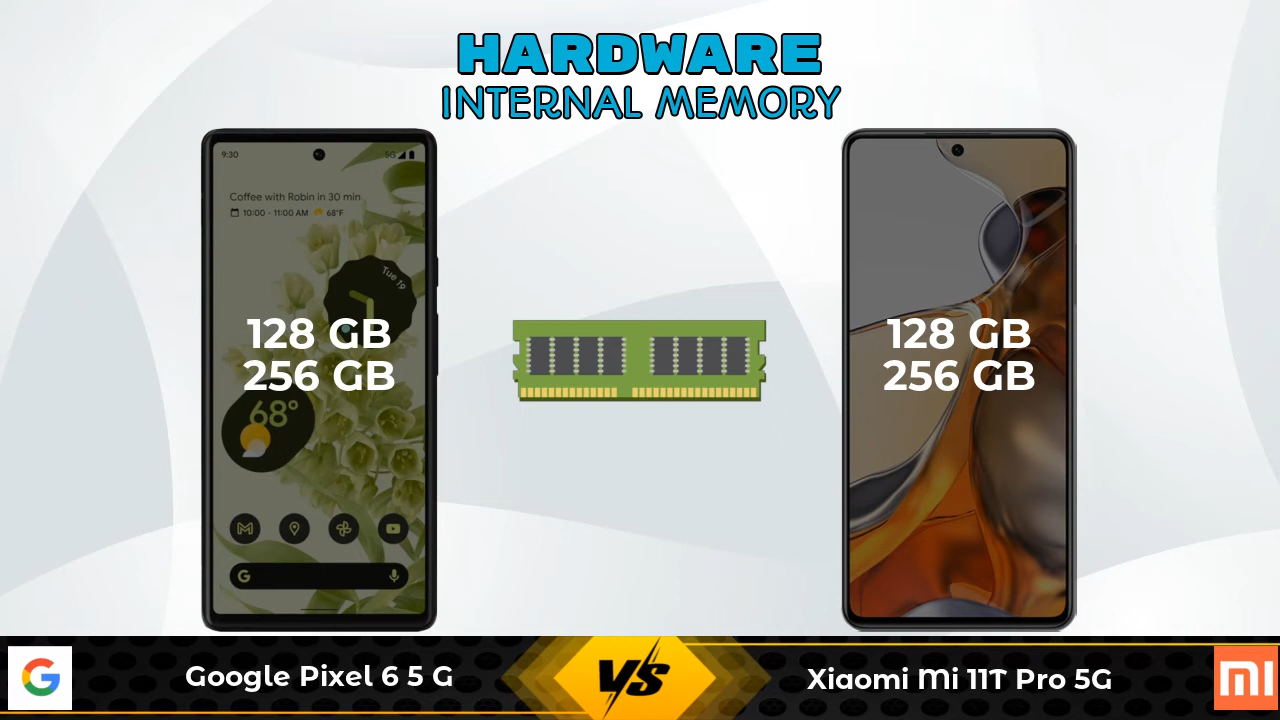 HARDWARE
INTERNAL MEMORY
9:30
5G
Coffee with Robin in 30 min
10:00 - 11:00 AM 68°F
Tue 19
128 GB
256 GB
68°
G
128 GB
256 GB
G
Google Pixel 6 5 G
VS
Xiaomi Mi 11T Pro 5G
MI